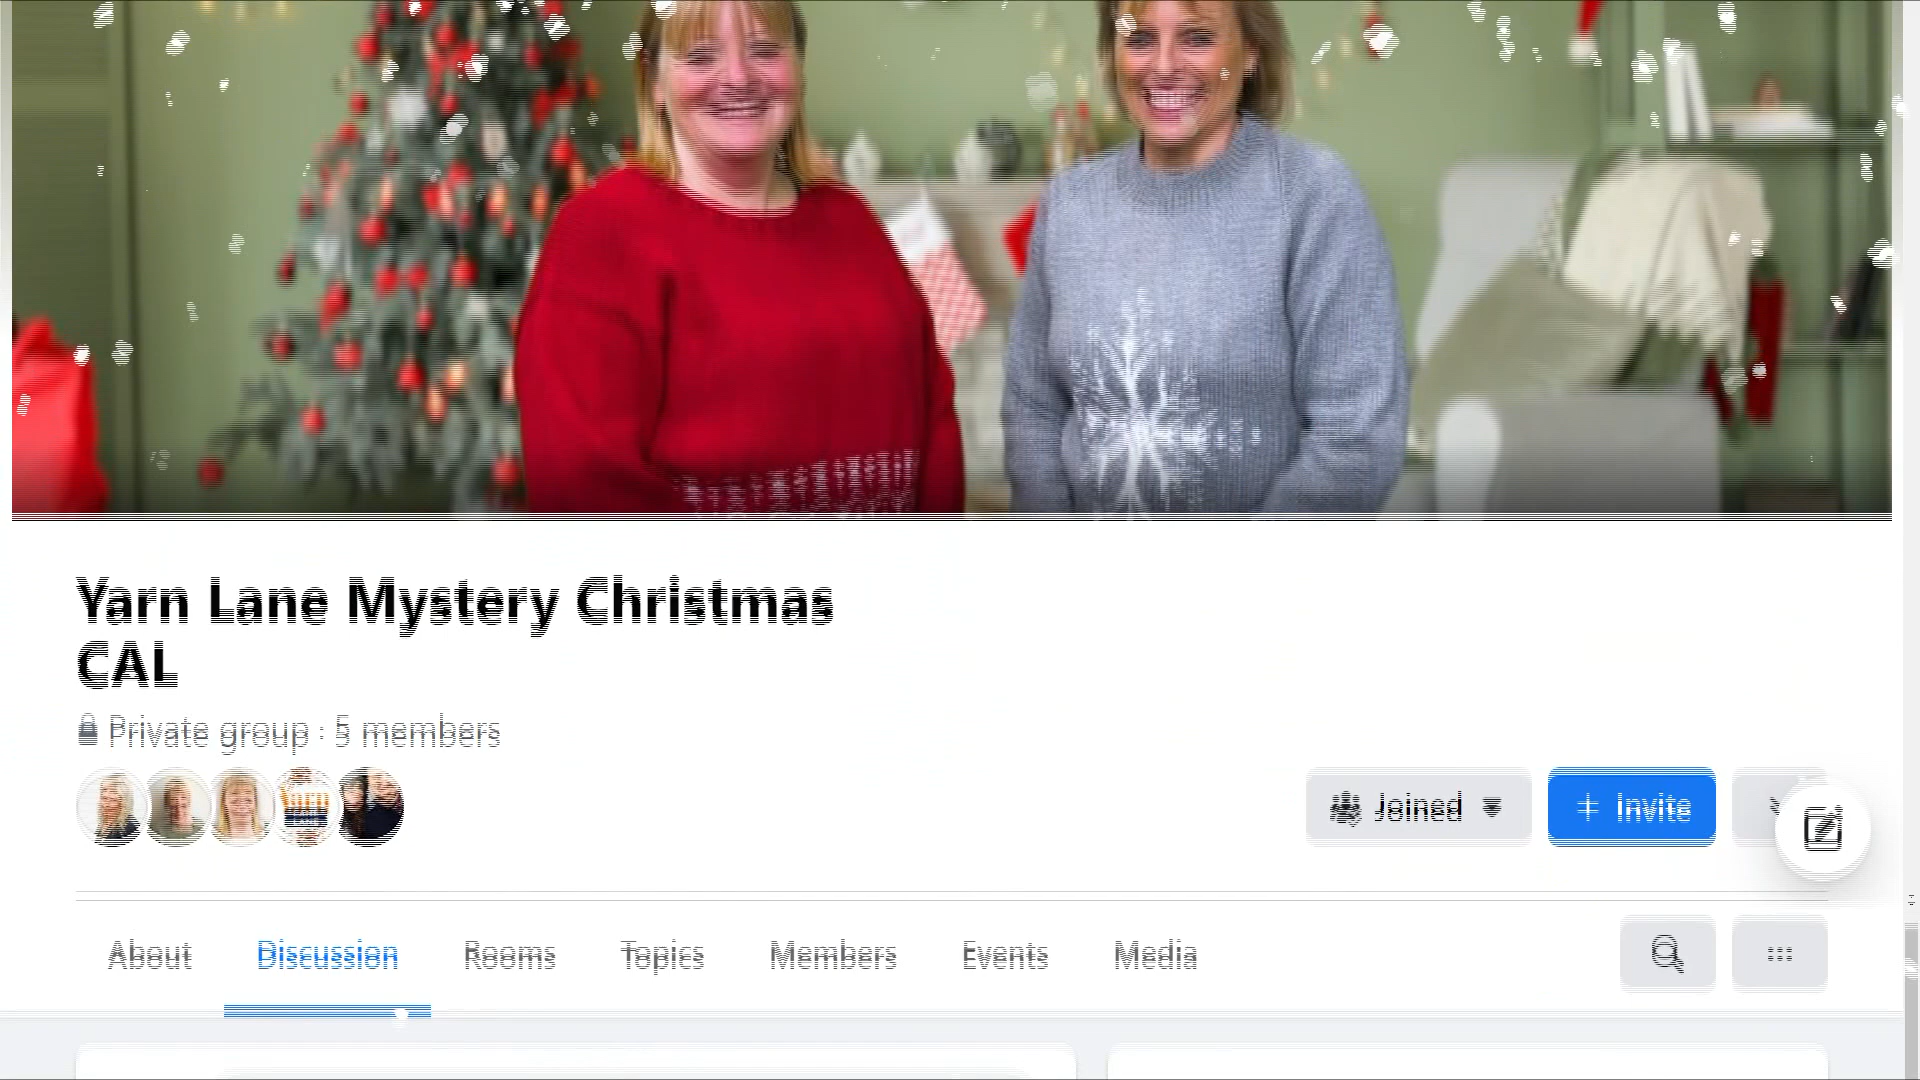 Yarn Lane Mystery Christmas
CAL
Private group · 5 members
Joined
+ Invite
About Discussion Rooms Topics Members Events Media